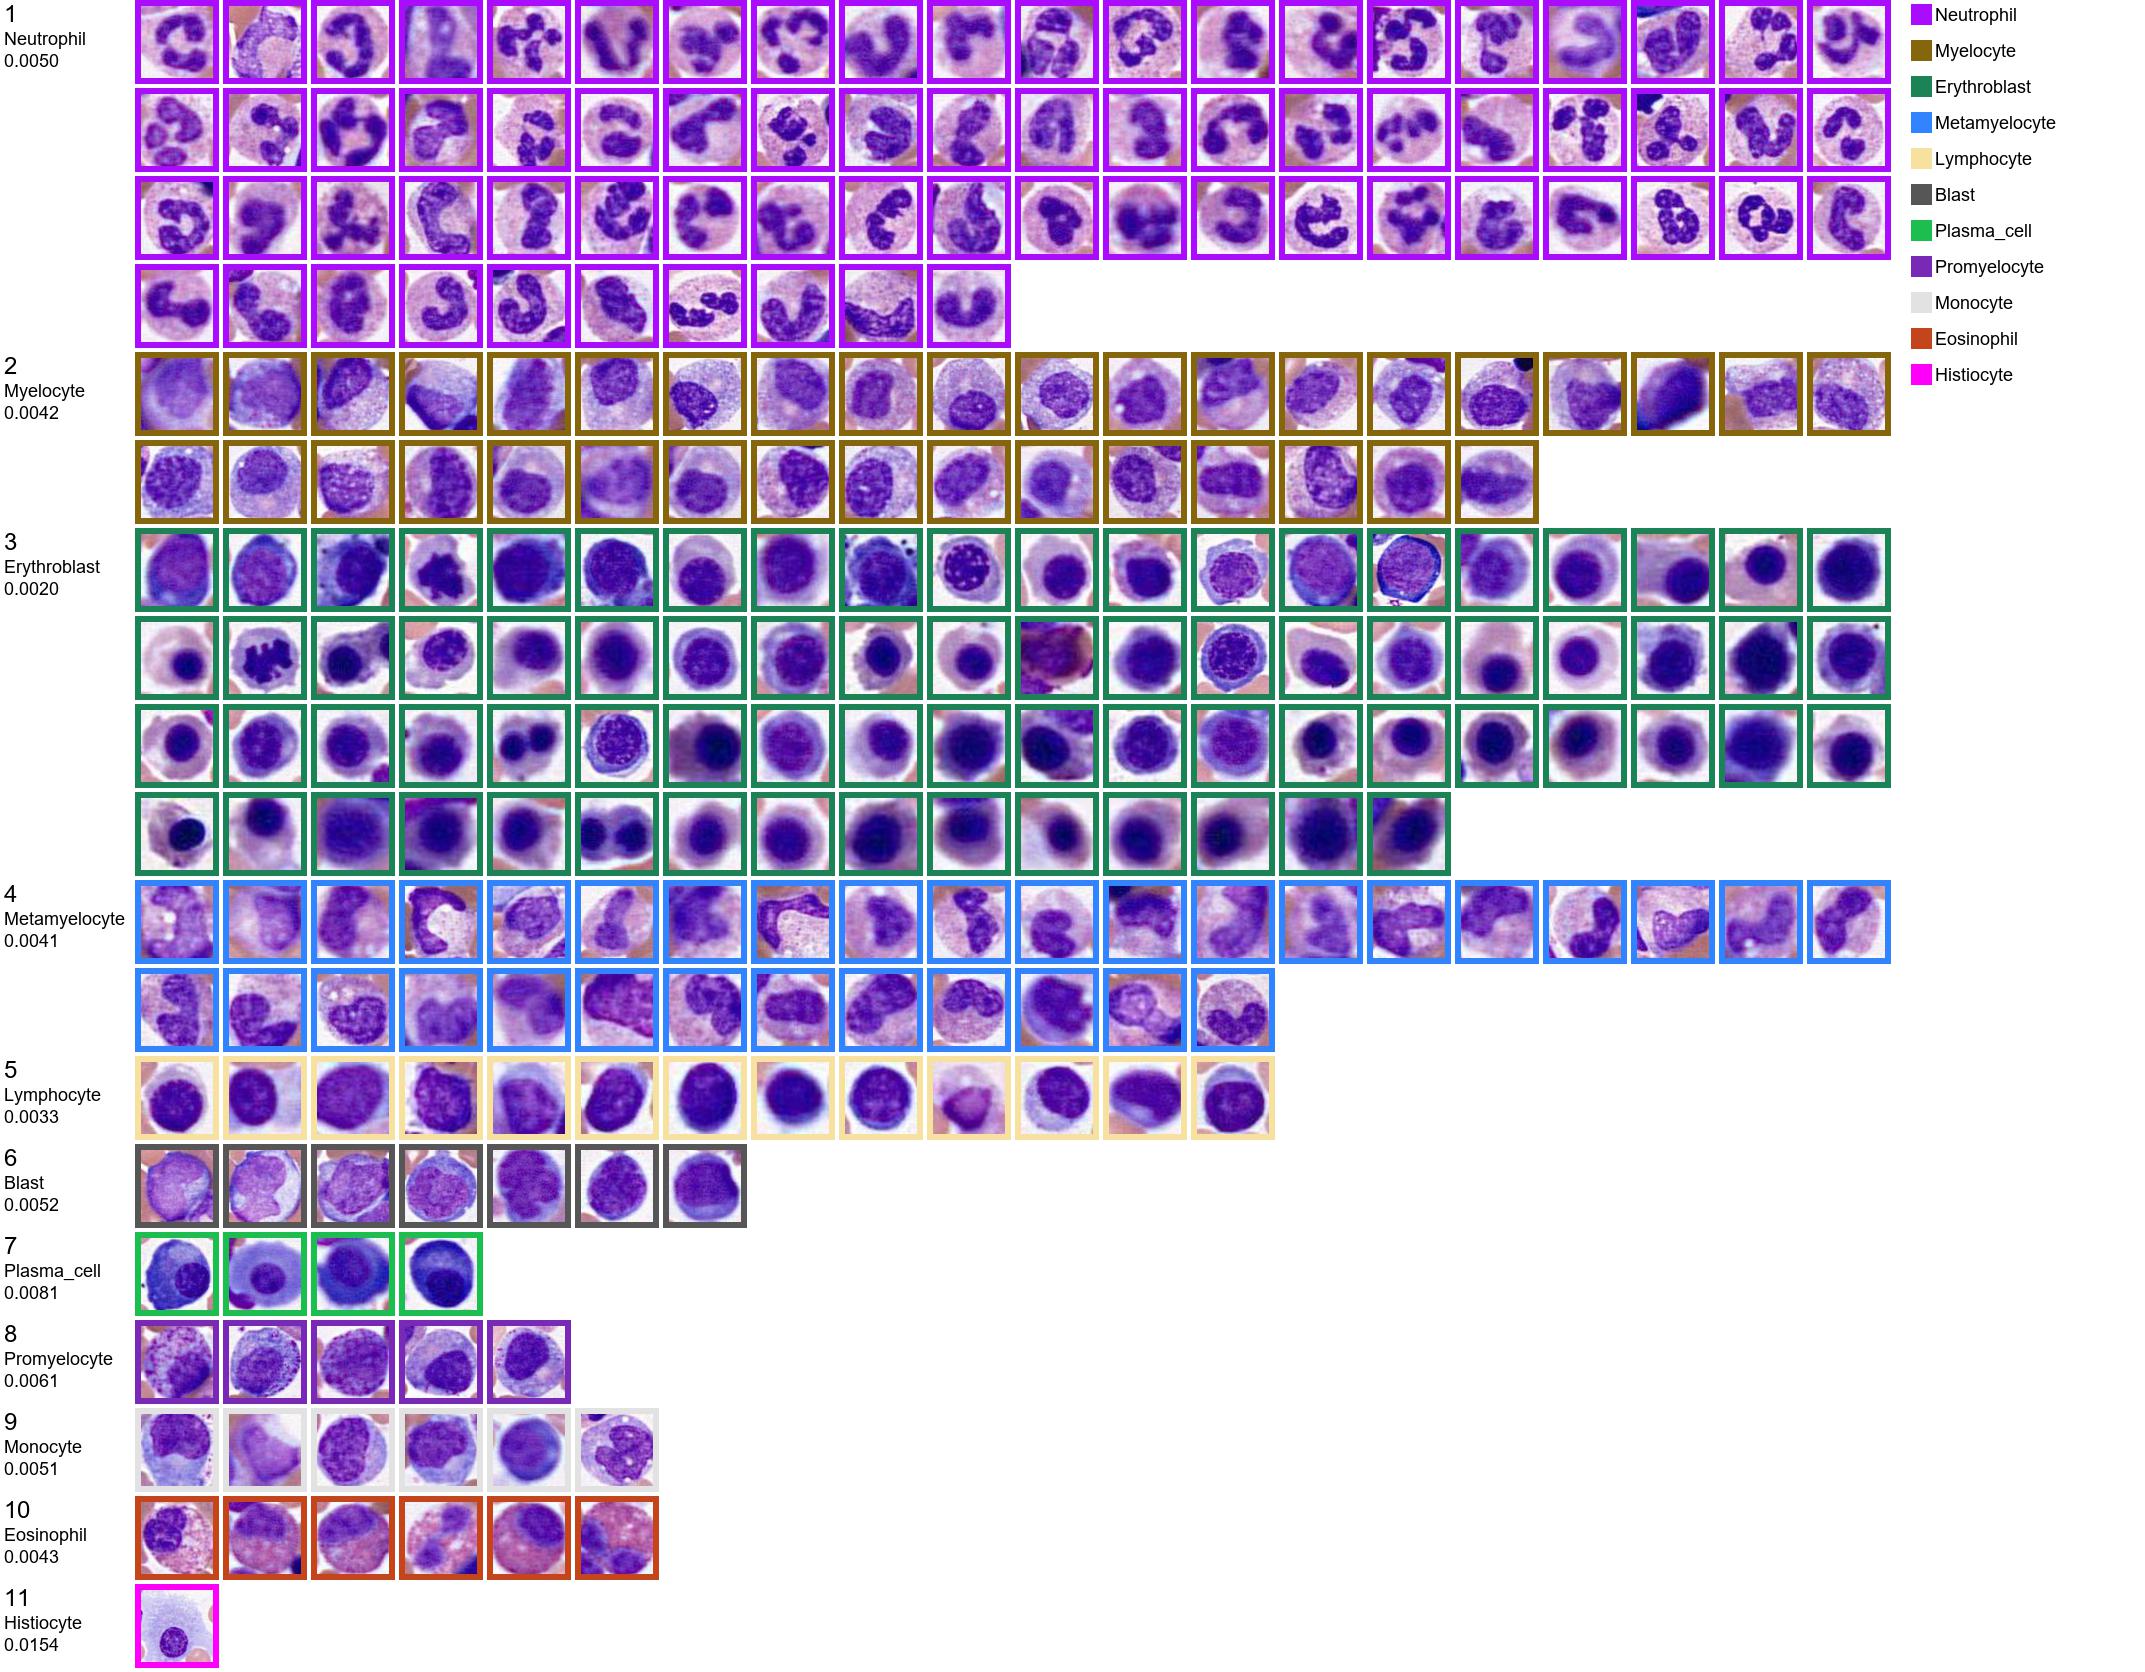 1
Neutrophil
0.0050
2
Myelocyte
0.0042
3
Erythroblast
0.0020
4
Metamyelocyte
0.0041
5
Lymphocyte
0.0033
6
Blast
0.0052
7
Plasma_cell
0.0081
8
Promyelocyte
0.0061
9
Monocyte
0.0051
10
Eosinophil
0.0043
11
Histiocyte
0.0154
Neutrophil
Myelocyte
Erythroblast
Metamyelocyte
Lymphocyte
Blast
Plasma_cell
Promyelocyte
Monocyte
Eosinophil
Histiocyte